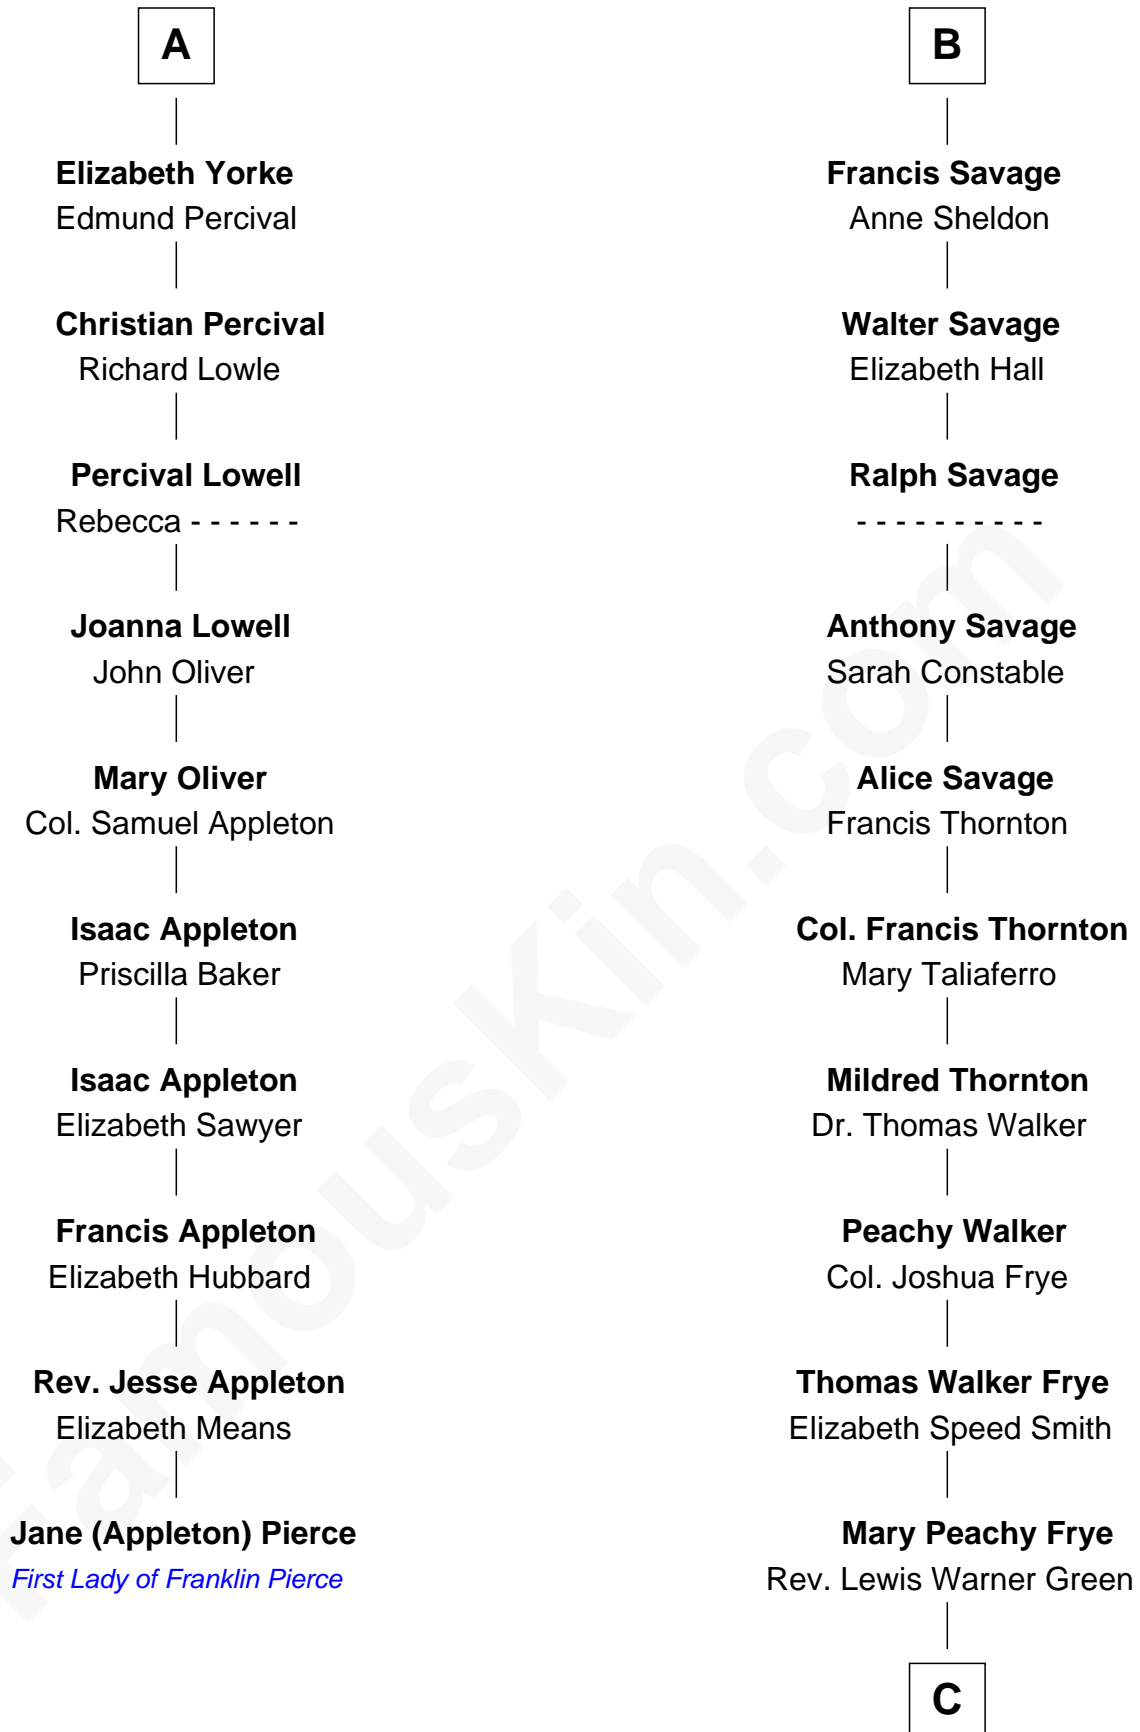 A
Elizabeth Yorke
Edmund Percival
Christian Percival
Richard Lowle
Percival Lowell
Rebecca - - - - - -
Joanna Lowell
John Oliver
Mary Oliver
Col. Samuel Appleton
Isaac Appleton
Priscilla Baker
Isaac Appleton
Elizabeth Sawyer
Francis Appleton
Elizabeth Hubbard
Rev. Jesse Appleton
Elizabeth Means
Jane (Appleton) Pierce
First Lady of Franklin Pierce
B
Francis Savage
Anne Sheldon
Walter Savage
Elizabeth Hall
Ralph Savage
- - - - - - - - - -
Anthony Savage
Sarah Constable
Alice Savage
Francis Thornton
Col. Francis Thornton
Mary Taliaferro
Mildred Thornton
Dr. Thomas Walker
Peachy Walker
Col. Joshua Frye
Thomas Walker Frye
Elizabeth Speed Smith
Mary Peachy Frye
Rev. Lewis Warner Green
C
FamousKin.com